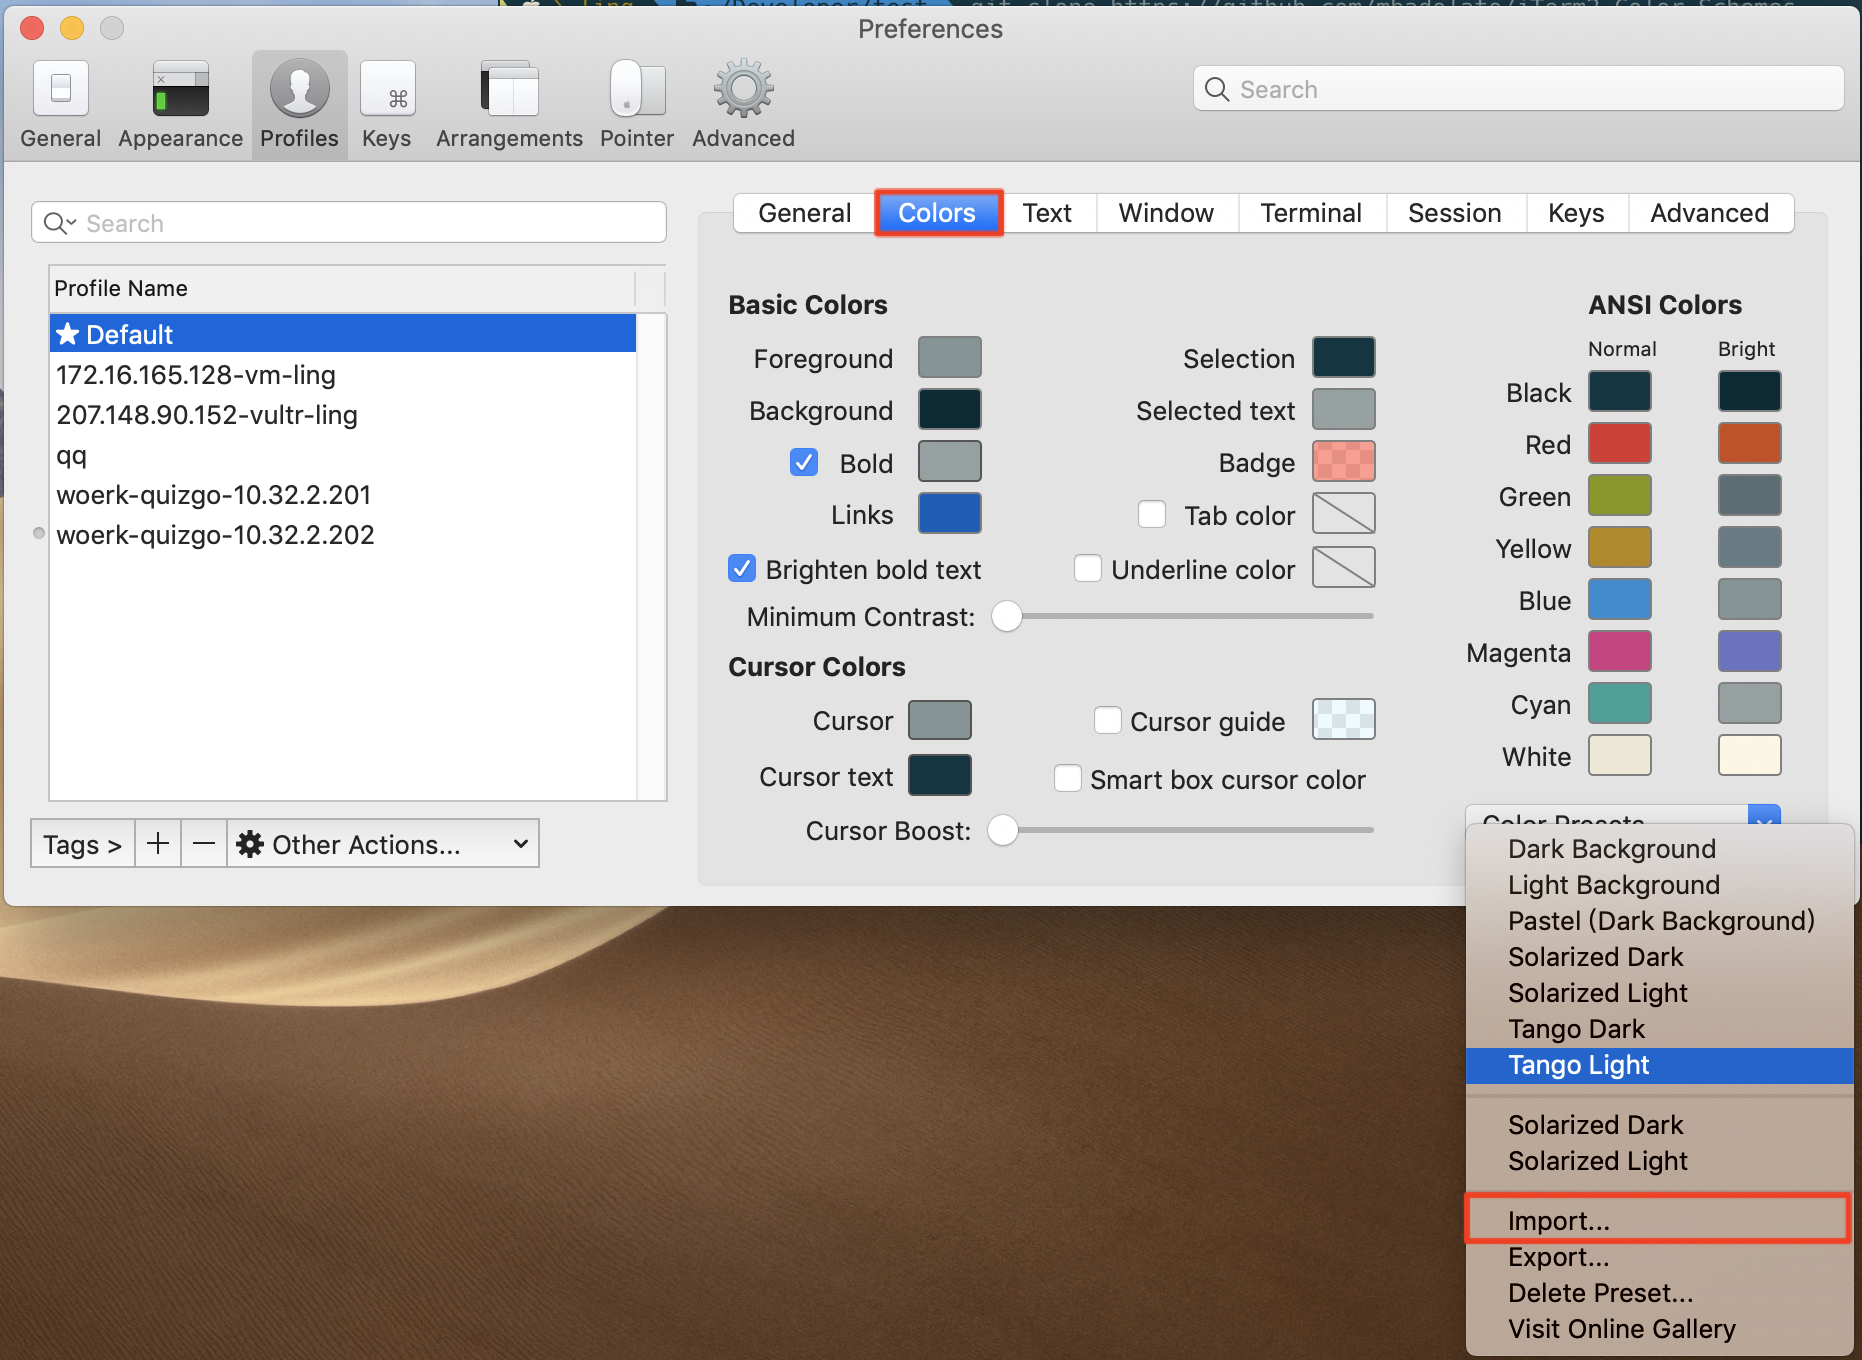 Preferences
General
Appearance
Profiles
Keys
Arrangements
Pointer
Advanced
Search
Search
Profile Name
Default
172.16.165.128-vm-ling
207.148.90.152-vultr-ling
qq
woerk-quizgo-10.32.2.201
woerk-quizgo-10.32.2.202
Tags >
Other Actions...
General
Colors
Text
Window
Terminal
Session
Keys
Advanced
Basic Colors
Foreground
Background
Bold
Links
Brighten bold text
Minimum Contrast:
Selection
Selected text
Badge
Tab color
Underline color
Cursor Colors
Cursor
Cursor text
Cursor Boost:
Cursor guide
Smart box cursor color
ANSI Colors
Normal Bright
Black
Red
Green
Yellow
Blue
Magenta
Cyan
White
Color Presets
Dark Background
Light Background
Pastel (Dark Background)
Solarized Dark
Solarized Light
Tango Dark
Tango Light
Solarized Dark
Solarized Light
Import...
Export...
Delete Preset...
Visit Online Gallery